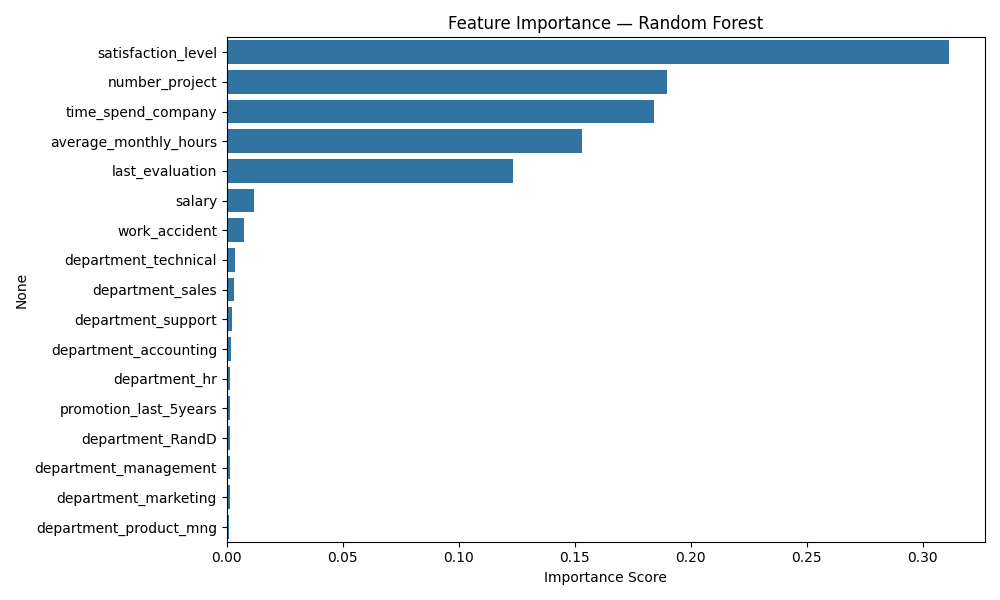 Feature Importance — Random Forest
satisfaction_level
number_project
time_spend_company
average_monthly_hours
last_evaluation
salary
work_accident
department_technical
department_sales
department_support
department_accounting
department_hr
promotion_last_5years
department_RandD
department_management
department_marketing
department_product_mng
None
0.00 0.05 0.10 0.15 0.20 0.25 0.30
Importance Score